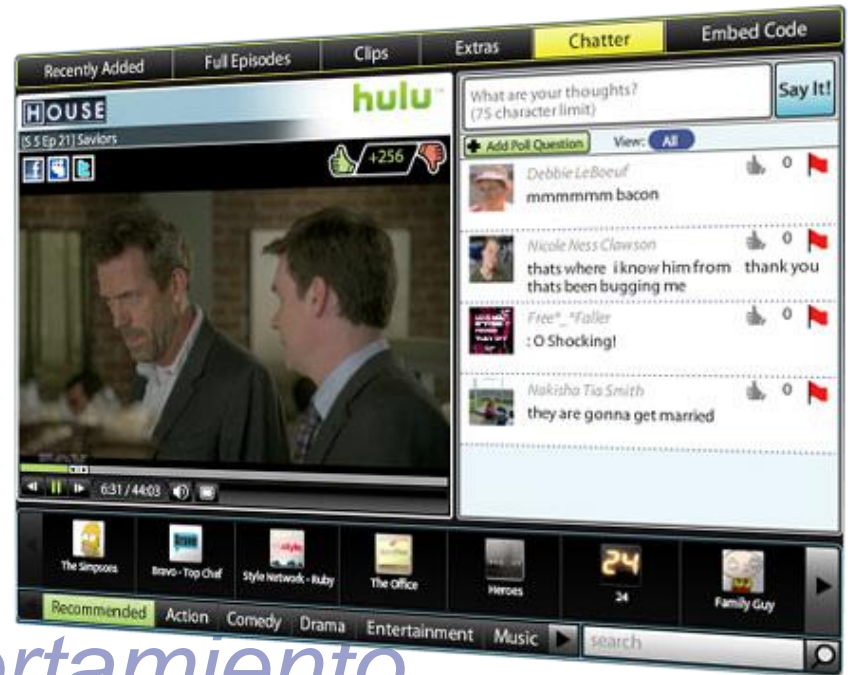 Recently Added Full Episodes Clips Extras Chatter Embed Code
HOUSE hulu
(S 5 Ep 21) Saviors
+256
What are your thoughts?
(75 character limit)
Say It!
Add Poll Question View: All
Debbie LeBoeuf 0
mmmmmm bacon
Nicole Ness Clawson 0
thats where i know him from thank you
thats been bugging me
Free*_*Faller 0
: O Shocking!
Nakisha Tia Smith 0
they are gonna get married
FOX
6:31 / 44:03
The Simpsons Bravo - Top Chef Style Network - Ruby The Office Heroes 24 Family Guy
Recommended Action Comedy Drama Entertainment Music search
ortamiento